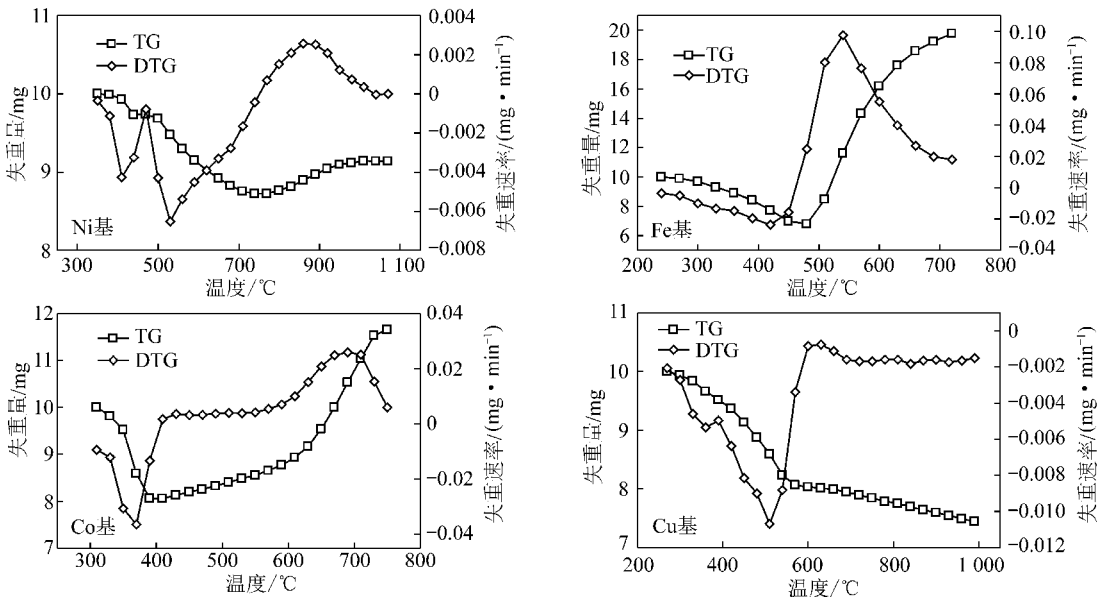 11
10
9
8
失重量/mg
TG
DTG
Ni基
0.004
0.002
0
−0.002
−0.004
−0.006
−0.008
失重速率/(mg·min⁻¹)
300 500 700 900 1 100
温度/℃
20
18
16
14
12
10
8
6
失重量/mg
TG
DTG
Fe基
0.10
0.08
0.06
0.04
0.02
0
−0.02
−0.04
失重速率/(mg·min⁻¹)
200 300 400 500 600 700 800
温度/℃
12
11
10
9
8
7
失重量/mg
TG
DTG
Co基
0.04
0.02
0
−0.02
−0.04
失重速率/(mg·min⁻¹)
300 400 500 600 700 800
温度/℃
11
10
9
8
7
失重量/mg
TG
DTG
Cu基
0
−0.002
−0.004
−0.006
−0.008
−0.010
−0.012
失重速率/(mg·min⁻¹)
200 400 600 800 1 000
温度/℃